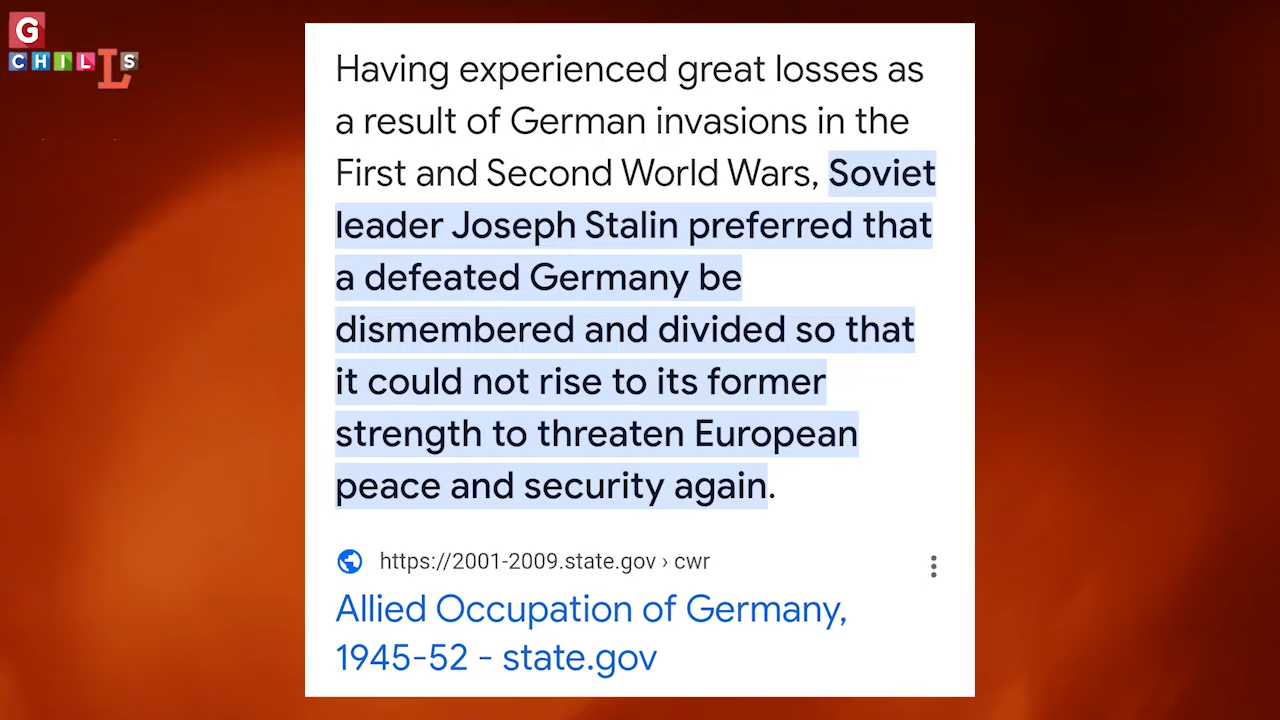 G
CHILLS
Having experienced great losses as
a result of German invasions in the
First and Second World Wars, Soviet
leader Joseph Stalin preferred that
a defeated Germany be
dismembered and divided so that
it could not rise to its former
strength to threaten European
peace and security again.
https://2001-2009.state.gov › cwr
Allied Occupation of Germany,
1945-52 - state.gov